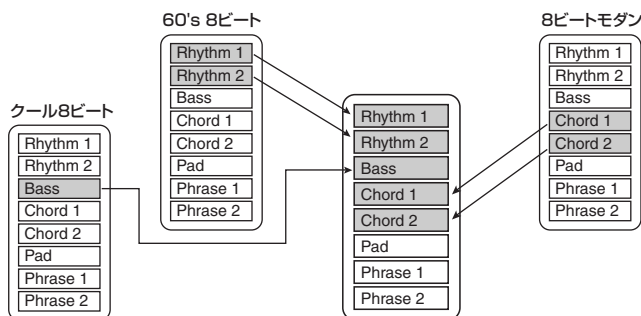 クール8ビート
Rhythm 1
Rhythm 2
Bass
Chord 1
Chord 2
Pad
Phrase 1
Phrase 2
60's 8ビート
Rhythm 1
Rhythm 2
Bass
Chord 1
Chord 2
Pad
Phrase 1
Phrase 2
Rhythm 1
Rhythm 2
Bass
Chord 1
Chord 2
Pad
Phrase 1
Phrase 2
8ビートモダン
Rhythm 1
Rhythm 2
Bass
Chord 1
Chord 2
Pad
Phrase 1
Phrase 2